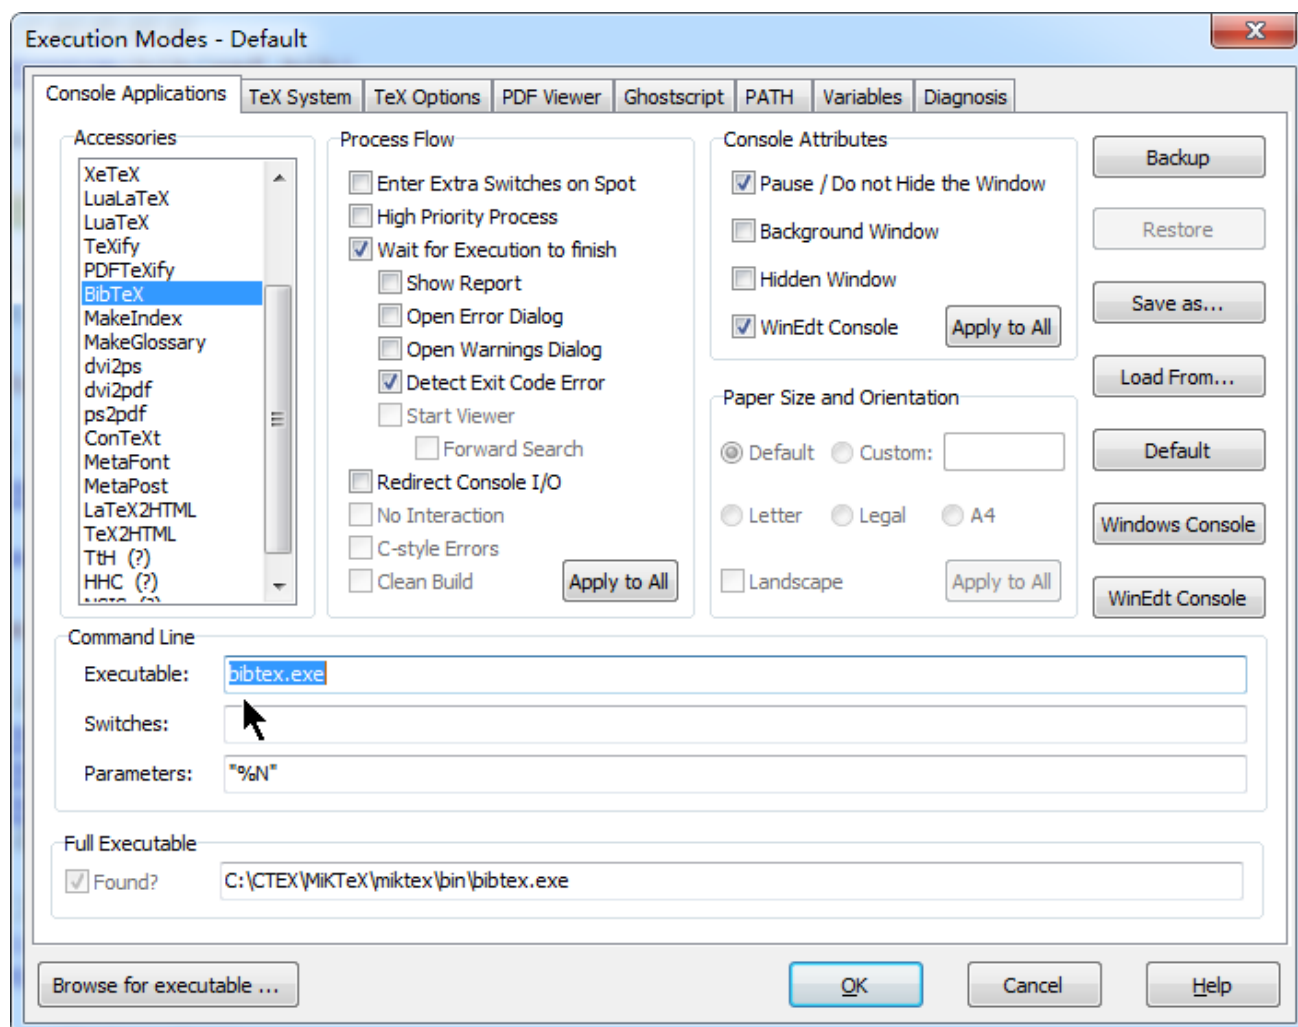 Execution Modes - Default
Console Applications TeX System TeX Options PDF Viewer Ghostscript PATH Variables Diagnosis
Accessories
XeTeX
LuaLaTeX
LuaTeX
TeXify
PDFTeXify
BibTeX
MakeIndex
MakeGlossary
dvi2ps
dvi2pdf
ps2pdf
ConTeXt
MetaFont
MetaPost
LaTeX2HTML
TeX2HTML
TtH (?)
HHC (?)
Process Flow
Enter Extra Switches on Spot
High Priority Process
Wait for Execution to finish
Show Report
Open Error Dialog
Open Warnings Dialog
Detect Exit Code Error
Start Viewer
Forward Search
Redirect Console I/O
No Interaction
C-style Errors
Clean Build Apply to All
Console Attributes
Pause / Do not Hide the Window
Background Window
Hidden Window
WinEdt Console Apply to All
Paper Size and Orientation
Default Custom:
Letter Legal A4
Landscape Apply to All
Backup
Restore
Save as...
Load From...
Default
Windows Console
WinEdt Console
Command Line
Executable: bibtex.exe
Switches:
Parameters: "%N"
Full Executable
Found? C:\CTEX\MiKTeX\miktex\bin\bibtex.exe
Browse for executable ... OK Cancel Help